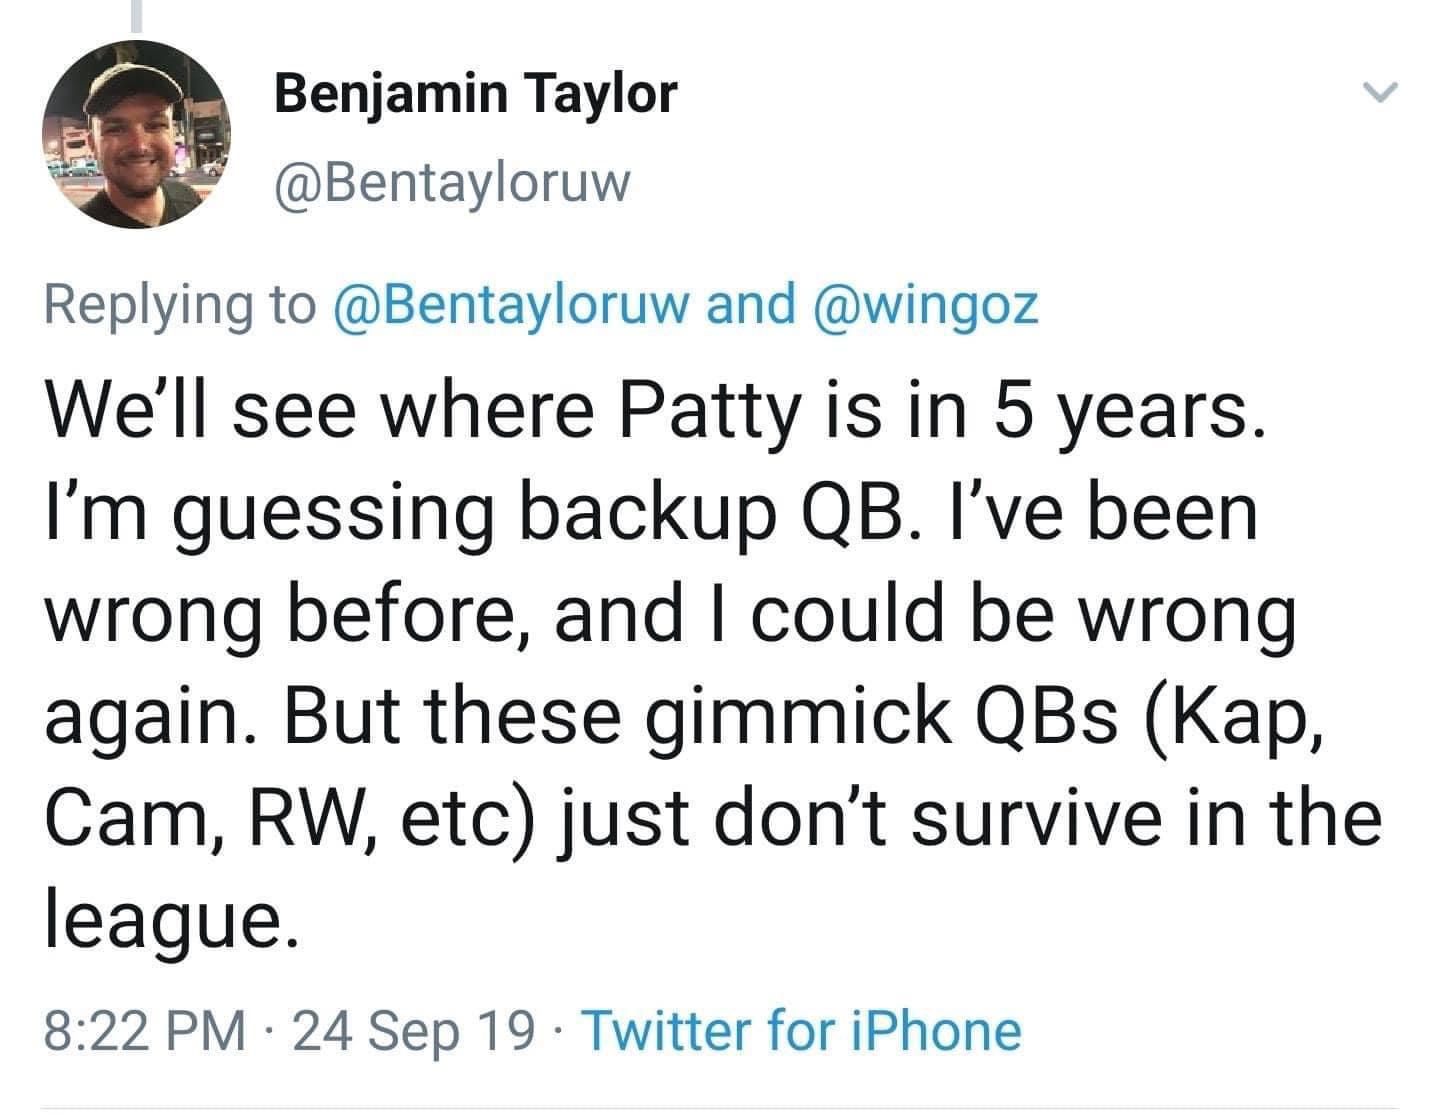 Benjamin Taylor
@Bentayloruw
Replying to @Bentayloruw and @wingoz
We’ll see where Patty is in 5 years.
I’m guessing backup QB. I’ve been
wrong before, and I could be wrong
again. But these gimmick QBs (Kap,
Cam, RW, etc) just don’t survive in the
league.
8:22 PM · 24 Sep 19 · Twitter for iPhone